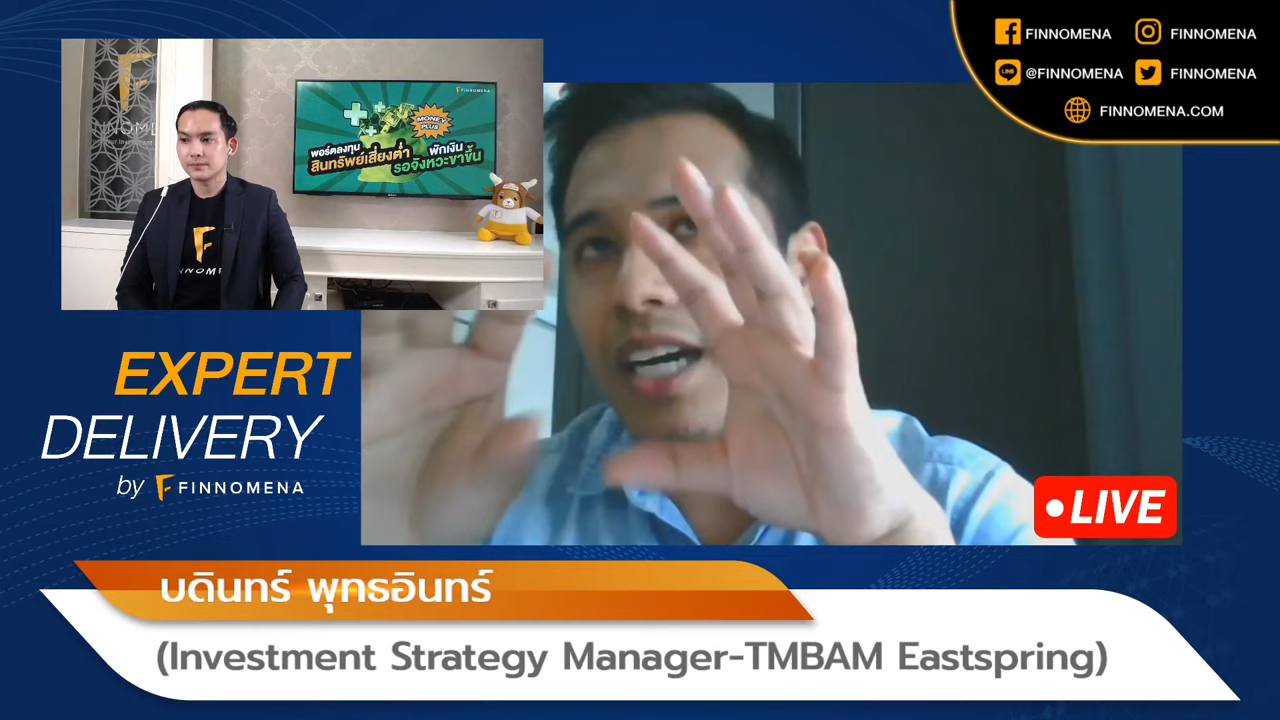 FINNOMENA
FINNOMENA
@FINNOMENA
FINNOMENA
FINNOMENA.COM
FINNOMENA
MONEY
PLUS
พอร์ตลงทุน
พักเงิน
สินทรัพย์เสี่ยงต่ำ
รอจังหวะขาขึ้น
EXPERT
DELIVERY
by FINNOMENA
LIVE
บดินทร์ พุทธอินทร์
(Investment Strategy Manager-TMBAM Eastspring)